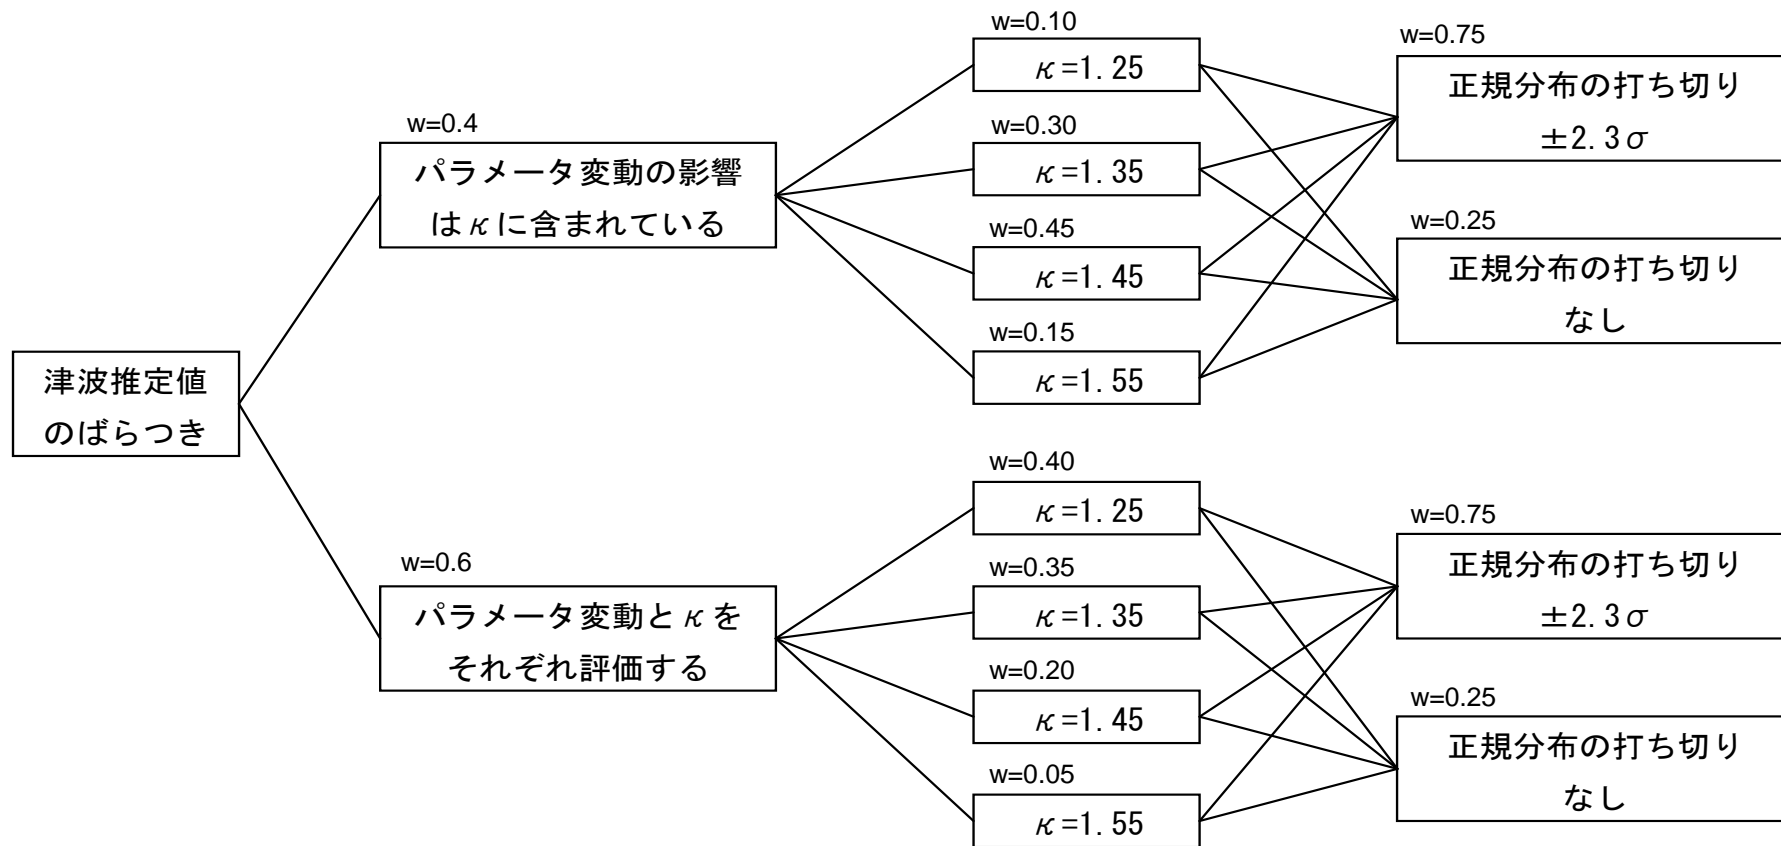 津波推定値
のばらつき
w=0.4
パラメータ変動の影響
はκに含まれている
w=0.10
κ=1.25
w=0.30
κ=1.35
w=0.45
κ=1.45
w=0.15
κ=1.55
w=0.75
正規分布の打ち切り
±2.3σ
w=0.25
正規分布の打ち切り
なし
w=0.6
パラメータ変動とκを
それぞれ評価する
w=0.40
κ=1.25
w=0.35
κ=1.35
w=0.20
κ=1.45
w=0.05
κ=1.55
w=0.75
正規分布の打ち切り
±2.3σ
w=0.25
正規分布の打ち切り
なし